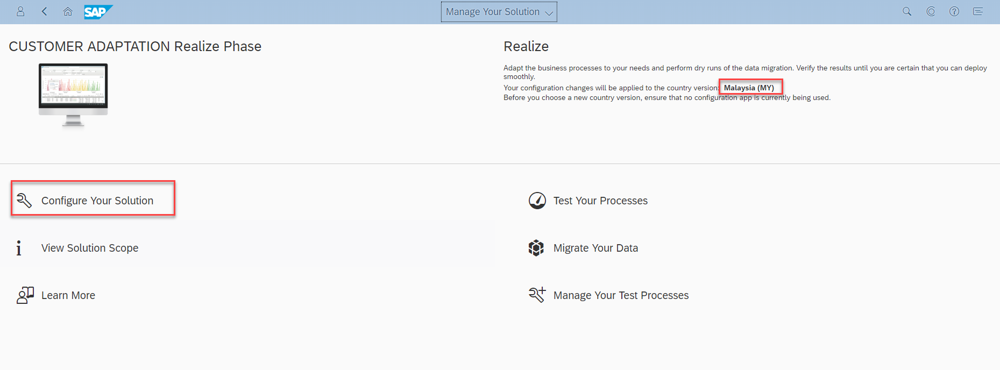 SAP
Manage Your Solution
CUSTOMER ADAPTATION Realize Phase
Realize
Adapt the business processes to your needs and perform dry runs of the data migration. Verify the results until you are certain that you can deploy
smoothly.
Your configuration changes will be applied to the country version: Malaysia (MY)
Before you choose a new country version, ensure that no configuration app is currently being used.
Configure Your Solution
Test Your Processes
View Solution Scope
Migrate Your Data
Learn More
Manage Your Test Processes